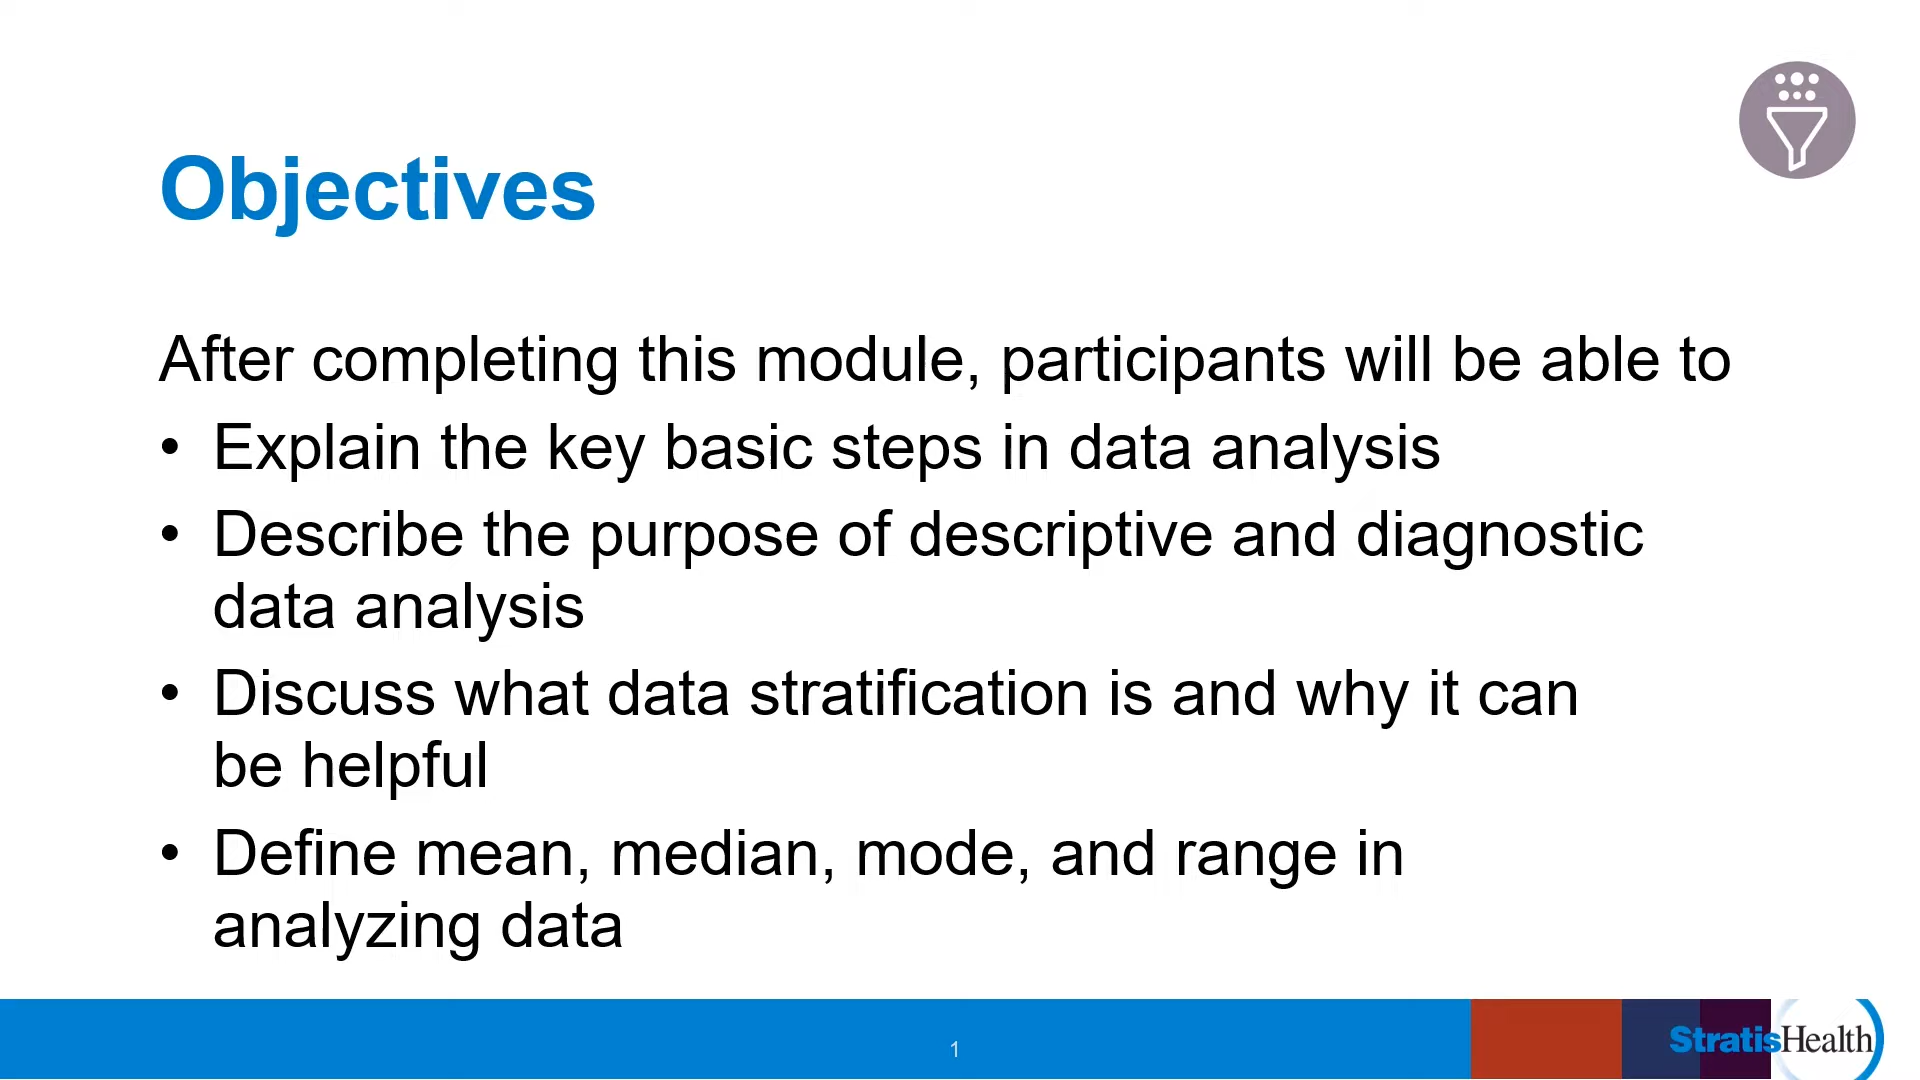 Objectives
After completing this module, participants will be able to
• Explain the key basic steps in data analysis
• Describe the purpose of descriptive and diagnostic
data analysis
• Discuss what data stratification is and why it can
be helpful
• Define mean, median, mode, and range in
analyzing data
1
StratisHealth